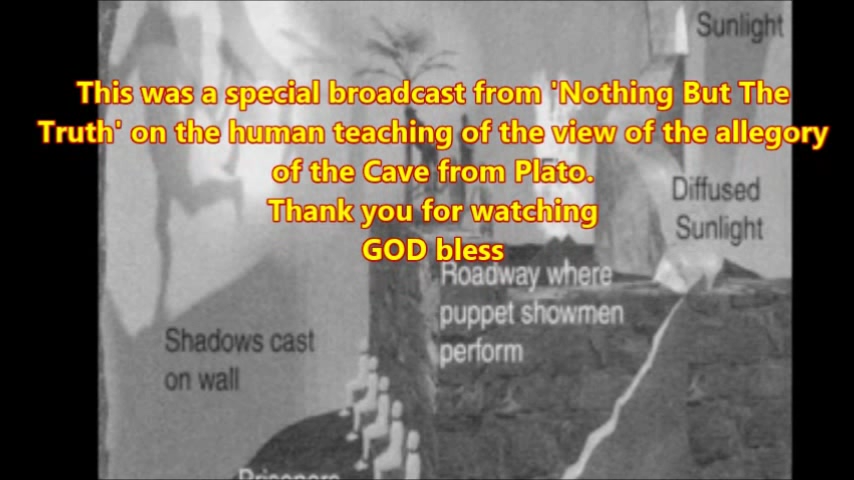 Sunlight
This was a special broadcast from 'Nothing But The
Truth' on the human teaching of the view of the allegory
of the Cave from Plato.
Thank you for watching
GOD bless
Diffused
Sunlight
Roadway where
puppet showmen
perform
Shadows cast
on wall
Prisoners